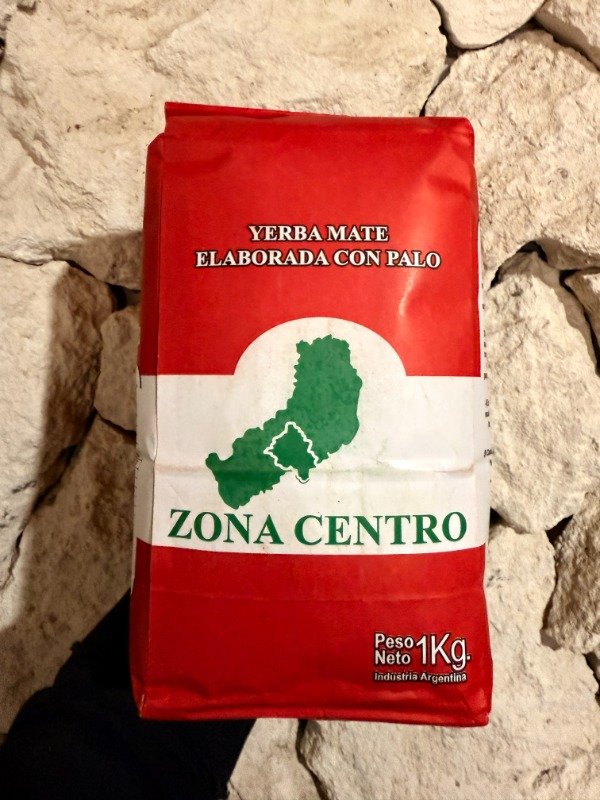 YERBA MATE
ELABORADA CON PALO
ZONA CENTRO
Peso
Neto 1Kg.
Industria Argentina